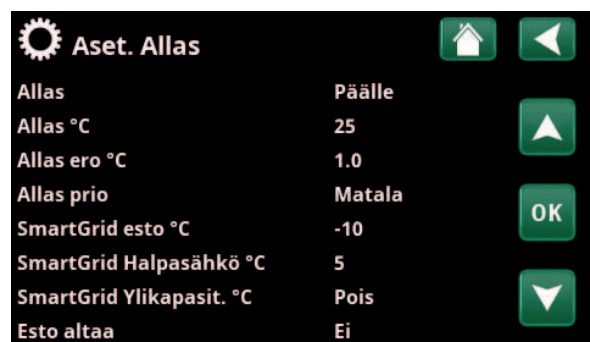 Aset. Allas
Allas Päälle
Allas °C 25
Allas ero °C 1.0
Allas prio Matala
OK
SmartGrid esto °C -10
SmartGrid Halpasähkö °C 5
SmartGrid Ylikapasit. °C Pois
Esto altaa Ei